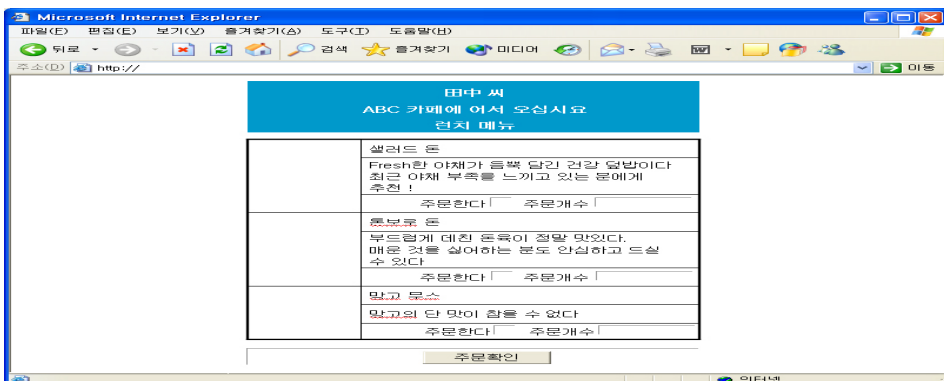 Microsoft Internet Explorer
파일(F) 편집(E) 보기(V) 즐겨찾기(A) 도구(T) 도움말(H)
뒤로 검색 즐겨찾기 미디어
주소(D) http:// 이동
田中 씨
ABC 카페에 어서 오십시요
런치 메뉴
샐러드 돈
Fresh한 야채가 듬뿍 담긴 건강 덮밥이다
최근 야채 부족을 느끼고 있는 분에게
추천 !
주문한다 주문개수
톤보로 돈
부드럽게 데친 돈육이 정말 맛있다.
매운 것을 싫어하는 분도 안심하고 드실
수 있다
주문한다 주문개수
망고 뭇스
망고의 단 맛이 참을 수 없다
주문한다 주문개수
주문확인
인터넷